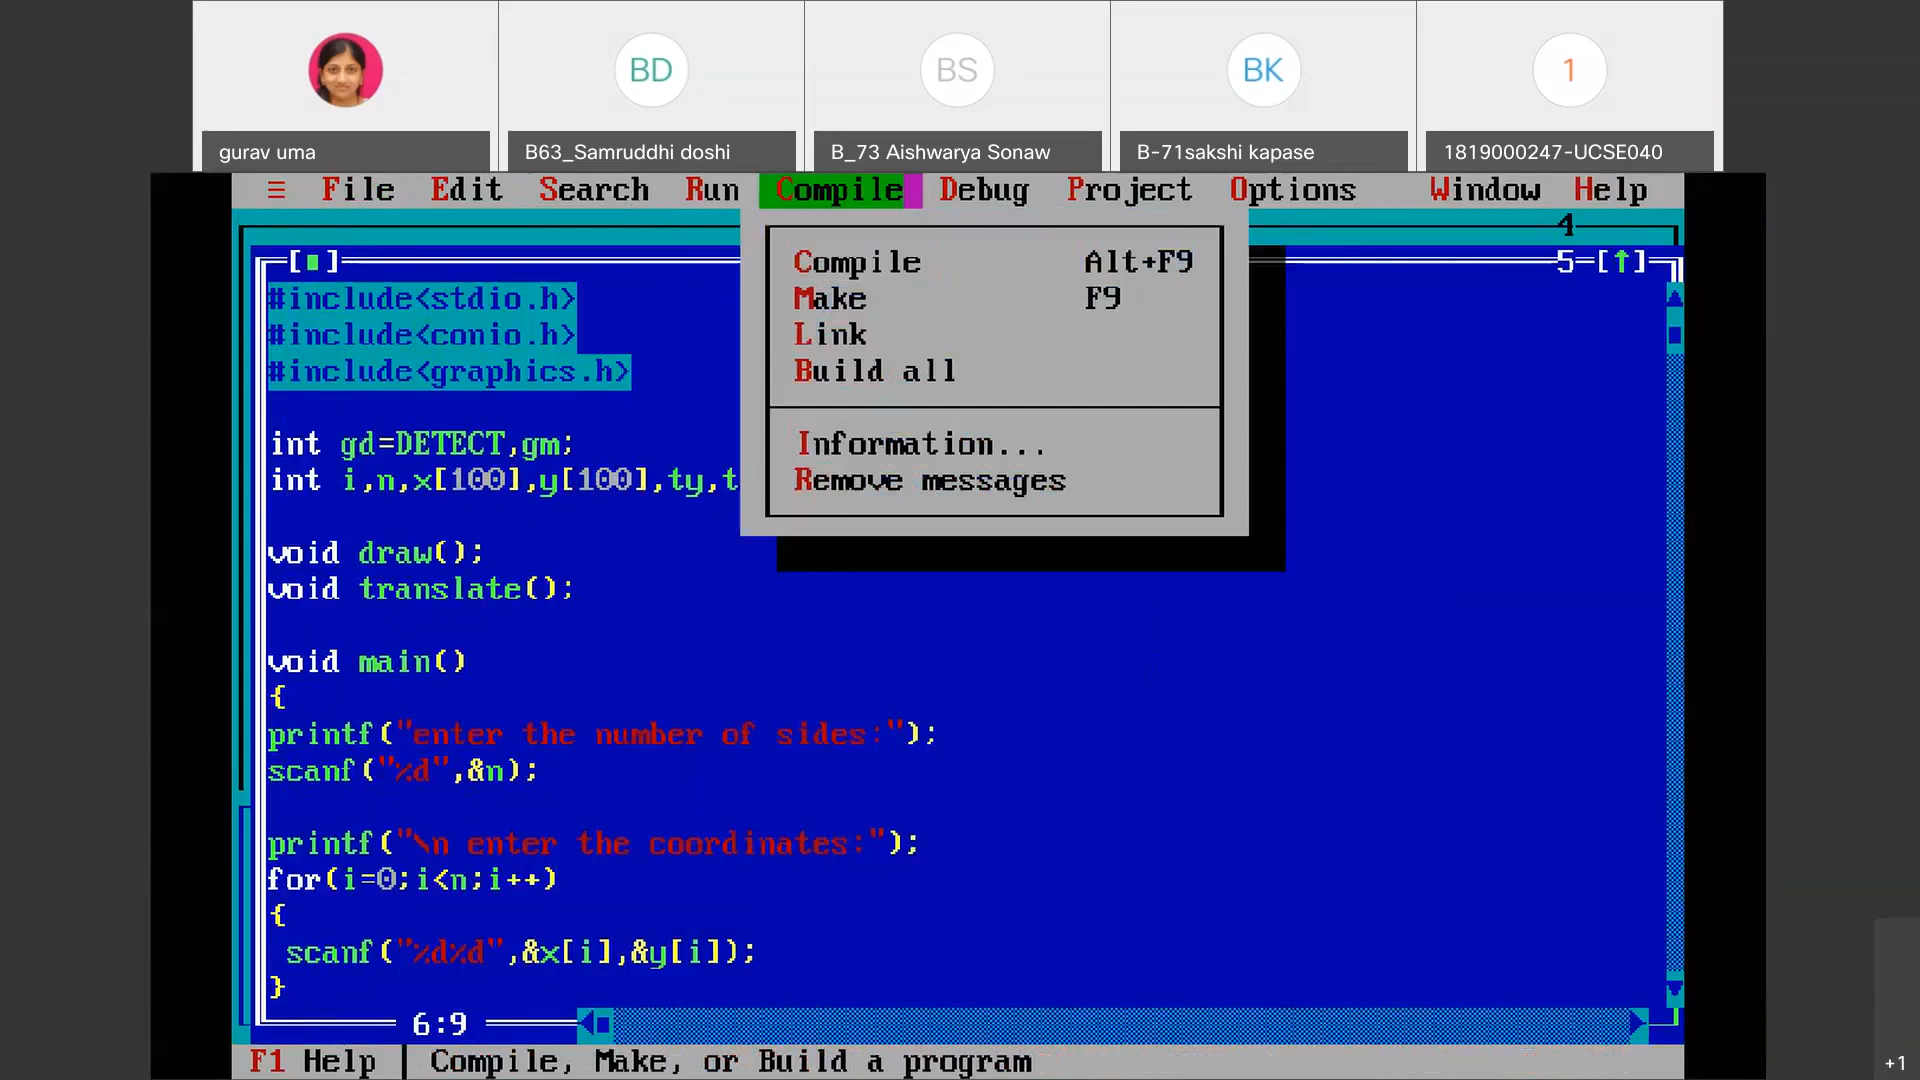 BD
BS
BK
1
gurav uma
B63_Samruddhi doshi
B_73 Aishwarya Sonaw
B-71sakshi kapase
1819000247-UCSE040
≡ File Edit Search Run Compile Debug Project Options Window Help
4
[■]
5=[↑]
Compile Alt+F9
Make F9
Link
Build all
Information...
Remove messages
#include<stdio.h>
#include<conio.h>
#include<graphics.h>
int gd=DETECT,gm;
int i,n,x[100],y[100],ty,t
void draw();
void translate();
void main()
{
printf("enter the number of sides:");
scanf("%d",&n);
printf("\n enter the coordinates:");
for(i=0;i<n;i++)
{
scanf("%d%d",&x[i],&y[i]);
}
6:9
F1 Help | Compile, Make, or Build a program
+1